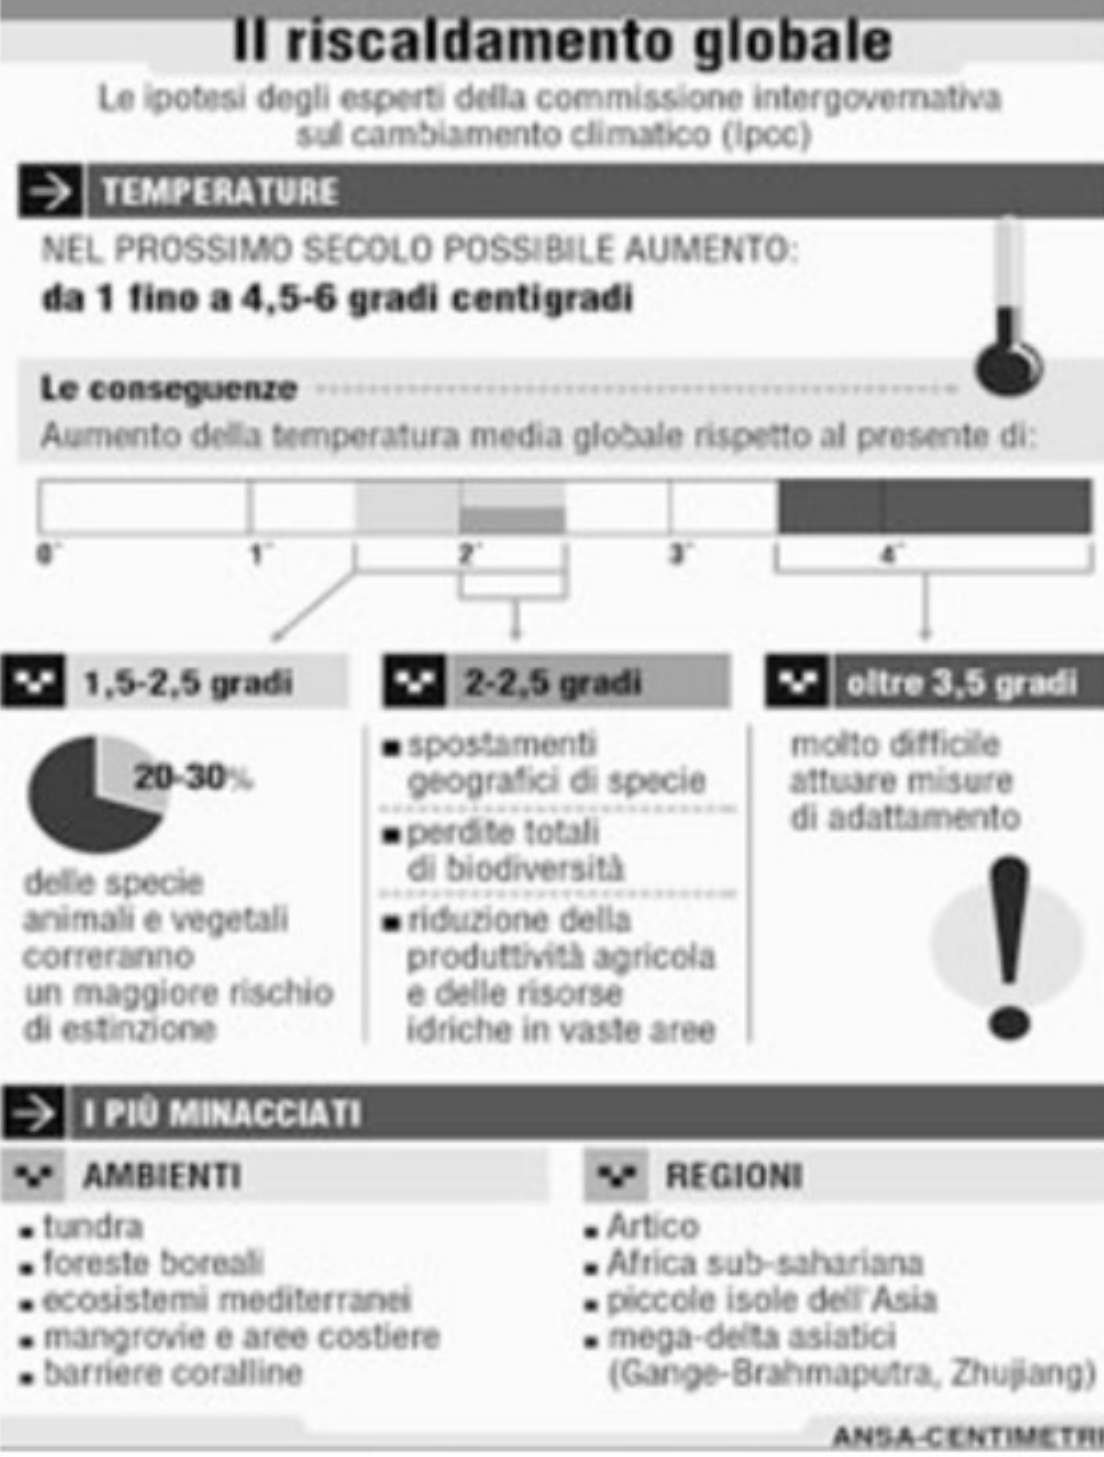 Il riscaldamento globale
Le ipotesi degli esperti della commissione intergovernativa
sul cambiamento climatico (Ipcc)
TEMPERATURE
NEL PROSSIMO SECOLO POSSIBILE AUMENTO:
da 1 fino a 4,5-6 gradi centigradi
Le conseguenze
Aumento della temperatura media globale rispetto al presente di:
0° 1° 2° 3° 4°
1,5-2,5 gradi
20-30%
delle specie
animali e vegetali
correranno
un maggiore rischio
di estinzione
2-2,5 gradi
spostamenti
geografici di specie
perdite totali
di biodiversità
riduzione della
produttività agricola
e delle risorse
idriche in vaste aree
oltre 3,5 gradi
molto difficile
attuare misure
di adattamento
!
I PIÙ MINACCIATI
AMBIENTI
tundra
foreste boreali
ecosistemi mediterranei
mangrovie e aree costiere
barriere coralline
REGIONI
Artico
Africa sub-sahariana
piccole isole dell'Asia
mega-delta asiatici
(Gange-Brahmaputra, Zhujiang)
ANSA-CENTIMETRI